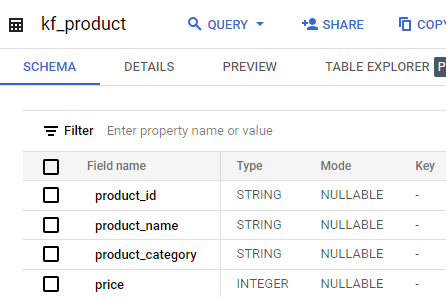 kf_product QUERY SHARE COPY
SCHEMA DETAILS PREVIEW TABLE EXPLORER P
Filter Enter property name or value
Field name Type Mode Key
product_id STRING NULLABLE -
product_name STRING NULLABLE -
product_category STRING NULLABLE -
price INTEGER NULLABLE -